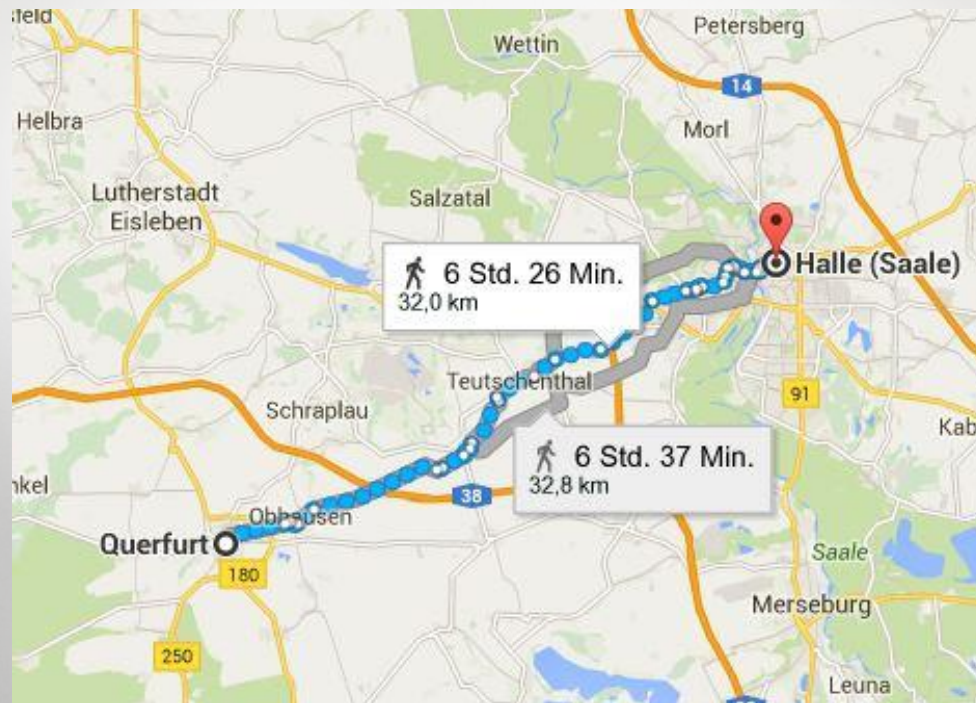 sfeld
Petersberg
Wettin
14
Helbra
Morl
Lutherstadt
Eisleben
Salzatal
6 Std. 26 Min.
32,0 km
Halle (Saale)
Teutschenthal
91
Schraplau
Kab
6 Std. 37 Min.
32,8 km
nkel
38
Obhausen
Querfurt
180
Saale
Merseburg
250
Leuna